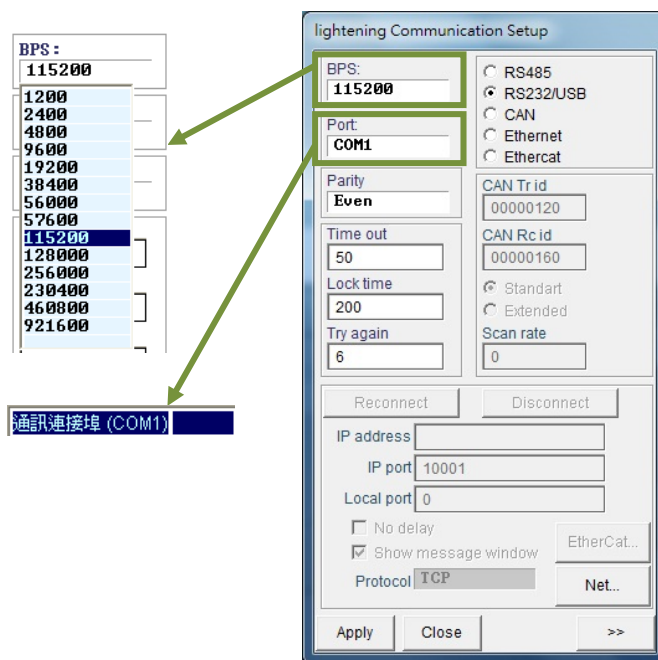 BPS:
115200
1200
2400
4800
9600
19200
38400
56000
57600
115200
128000
256000
230400
460800
921600
通訊連接埠 (COM1)
lightening Communication Setup
BPS:
115200
Port:
COM1
Parity
Even
Time out
50
Lock time
200
Try again
6
RS485
RS232/USB
CAN
Ethernet
Ethercat
CAN Tr id
00000120
CAN Rc id
00000160
Standart
Extended
Scan rate
0
Reconnect Disconnect
IP address
IP port 10001
Local port 0
No delay
Show message window
EtherCat...
Protocol TCP
Net...
Apply Close >>